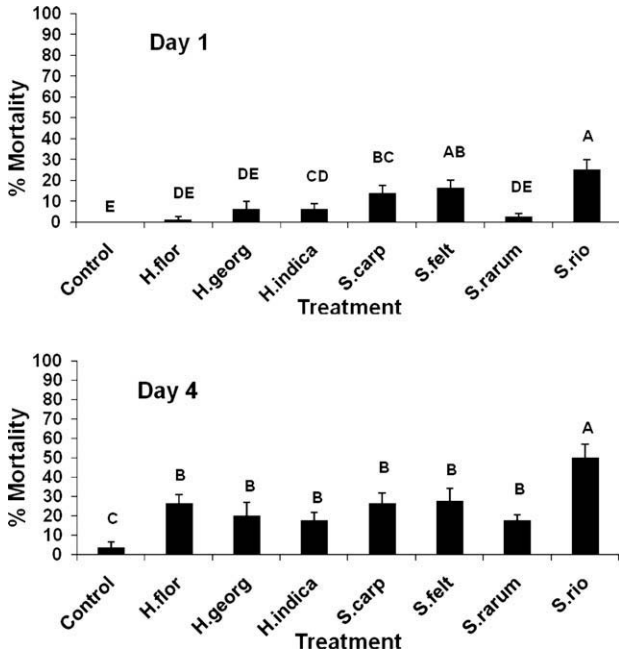 100
90
80
70
60
50
40
30
20
10
0
% Mortality
Day 1
E
DE
DE
CD
BC
AB
DE
A
Control
H.flor
H.georg
H.indica
S.carp
S.felt
S.rarum
S.rio
Treatment
100
90
80
70
60
50
40
30
20
10
0
% Mortality
Day 4
C
B
B
B
B
B
B
A
Control
H.flor
H.georg
H.indica
S.carp
S.felt
S.rarum
S.rio
Treatment